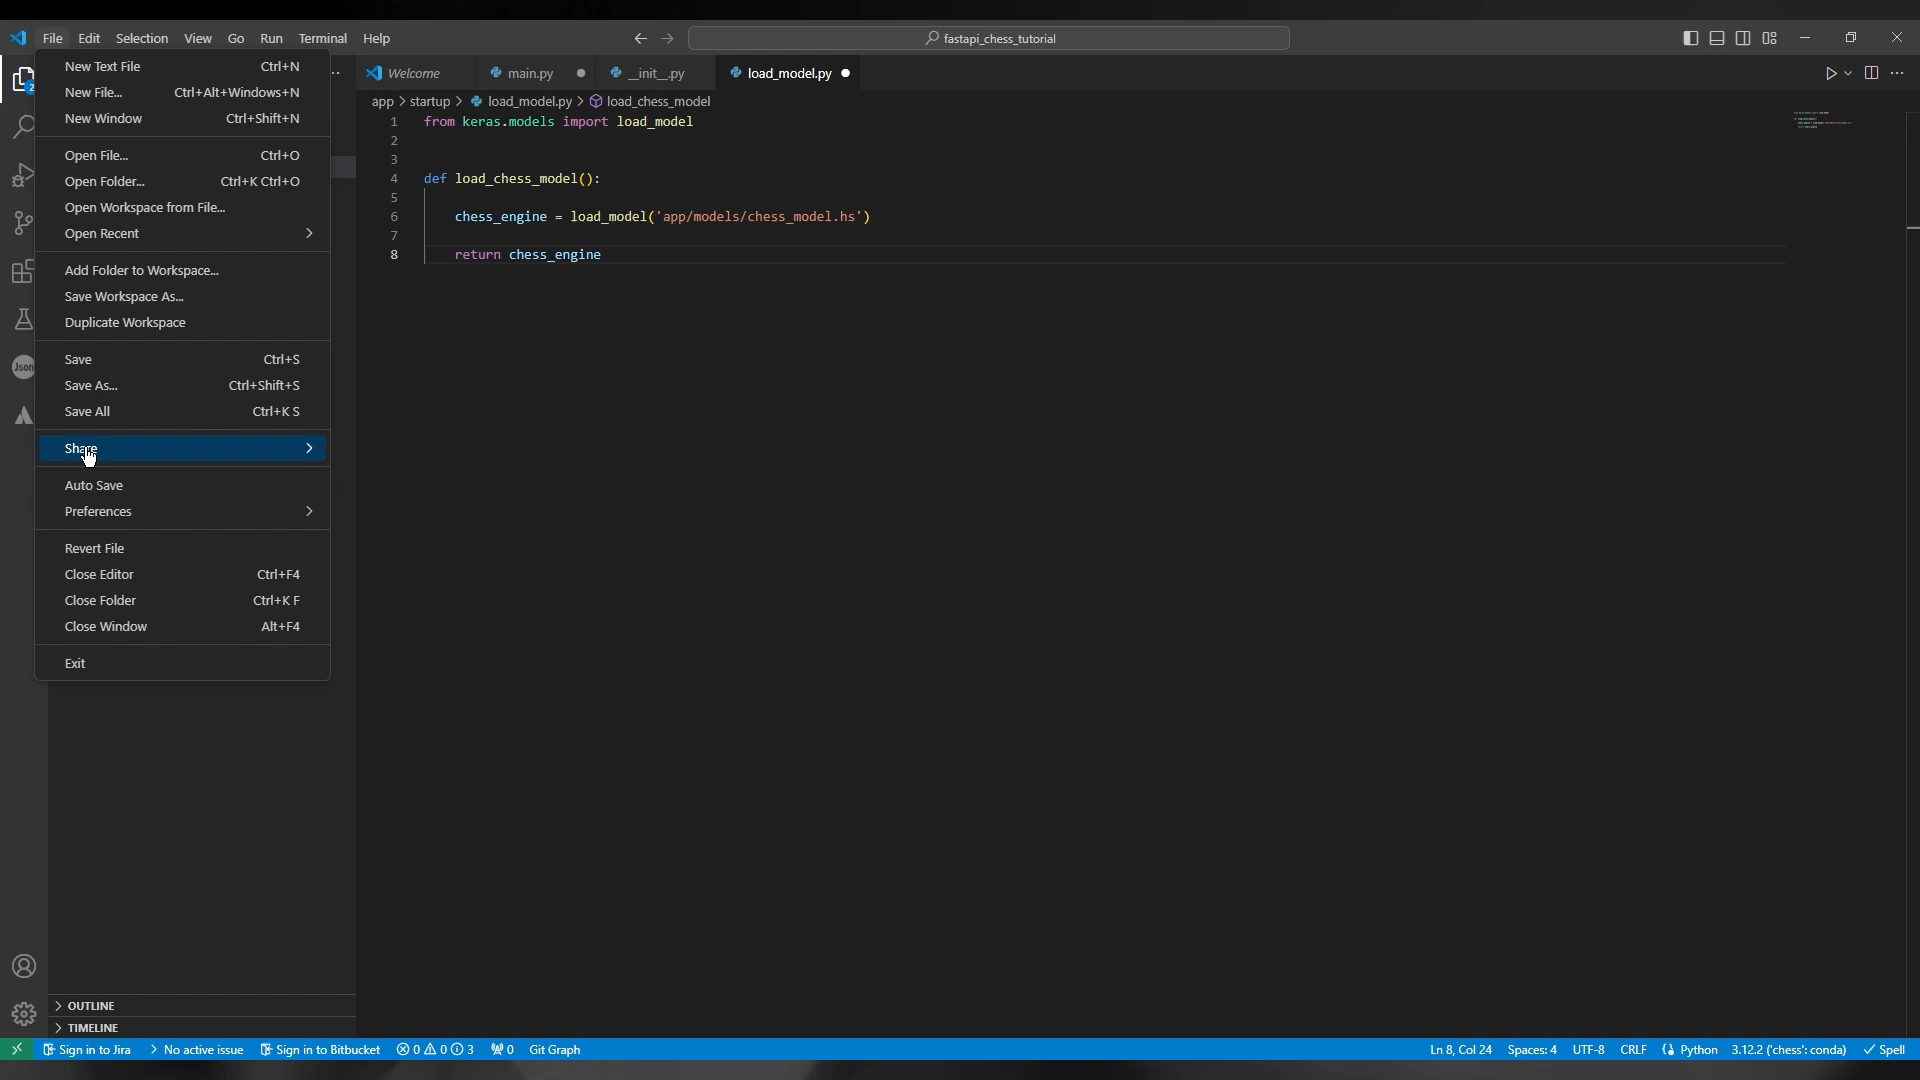 File Edit Selection View Go Run Terminal Help
fastapi_chess_tutorial
New Text File Ctrl+N
New File... Ctrl+Alt+Windows+N
New Window Ctrl+Shift+N
Open File... Ctrl+O
Open Folder... Ctrl+K Ctrl+O
Open Workspace from File...
Open Recent
Add Folder to Workspace...
Save Workspace As...
Duplicate Workspace
Save Ctrl+S
Save As... Ctrl+Shift+S
Save All Ctrl+K S
Share
Auto Save
Preferences
Revert File
Close Editor Ctrl+F4
Close Folder Ctrl+K F
Close Window Alt+F4
Exit
2
Json
Welcome main.py __init__.py load_model.py
app > startup > load_model.py > load_chess_model
1 from keras.models import load_model
2
3
4 def load_chess_model():
5
6 chess_engine = load_model('app/models/chess_model.hs')
7
8 return chess_engine
> OUTLINE
> TIMELINE
Sign in to Jira > No active issue Sign in to Bitbucket 0 0 3 0 Git Graph Ln 8, Col 24 Spaces: 4 UTF-8 CRLF Python 3.12.2 ('chess': conda) Spell